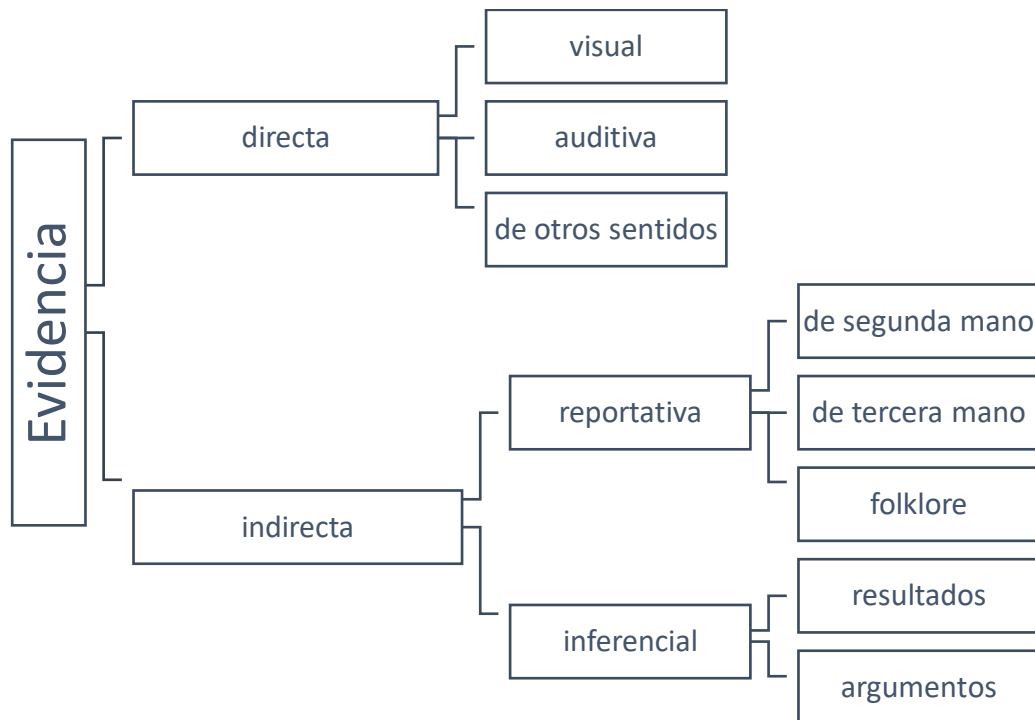 Evidencia
directa
visual
auditiva
de otros sentidos
indirecta
reportativa
de segunda mano
de tercera mano
folklore
inferencial
resultados
argumentos